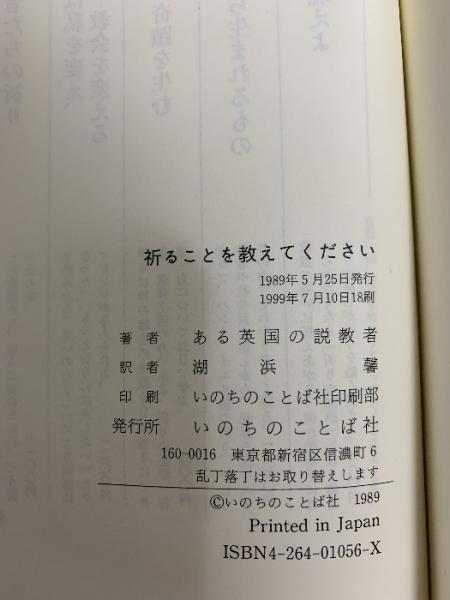 祈ることを教えてください
1989年5月25日発行
1999年7月10日18刷
著者 ある英国の説教者
訳者 湖浜馨
印刷 いのちのことば社印刷部
発行所 いのちのことば社
160-0016 東京都新宿区信濃町6
乱丁落丁はお取り替えします
©いのちのことば社 1989
Printed in Japan
ISBN4-264-01056-X